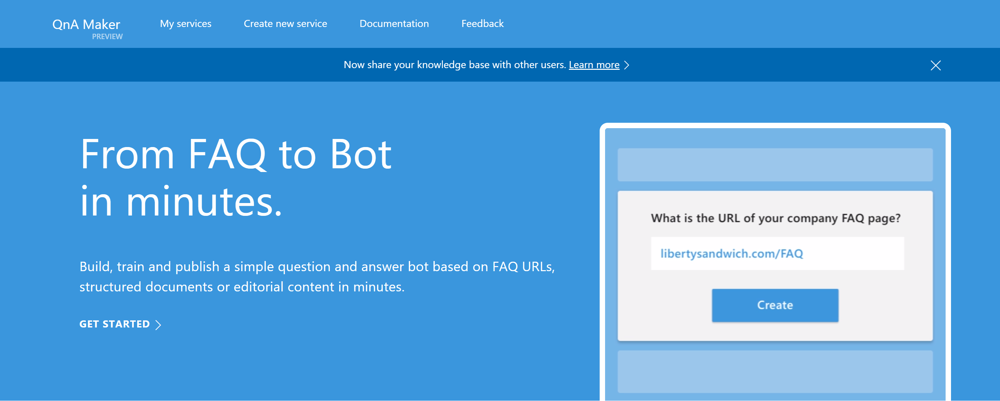 QnA Maker
PREVIEW
My services
Create new service
Documentation
Feedback
Now share your knowledge base with other users. Learn more
From FAQ to Bot
in minutes.
Build, train and publish a simple question and answer bot based on FAQ URLs,
structured documents or editorial content in minutes.
GET STARTED
What is the URL of your company FAQ page?
libertysandwich.com/FAQ
Create